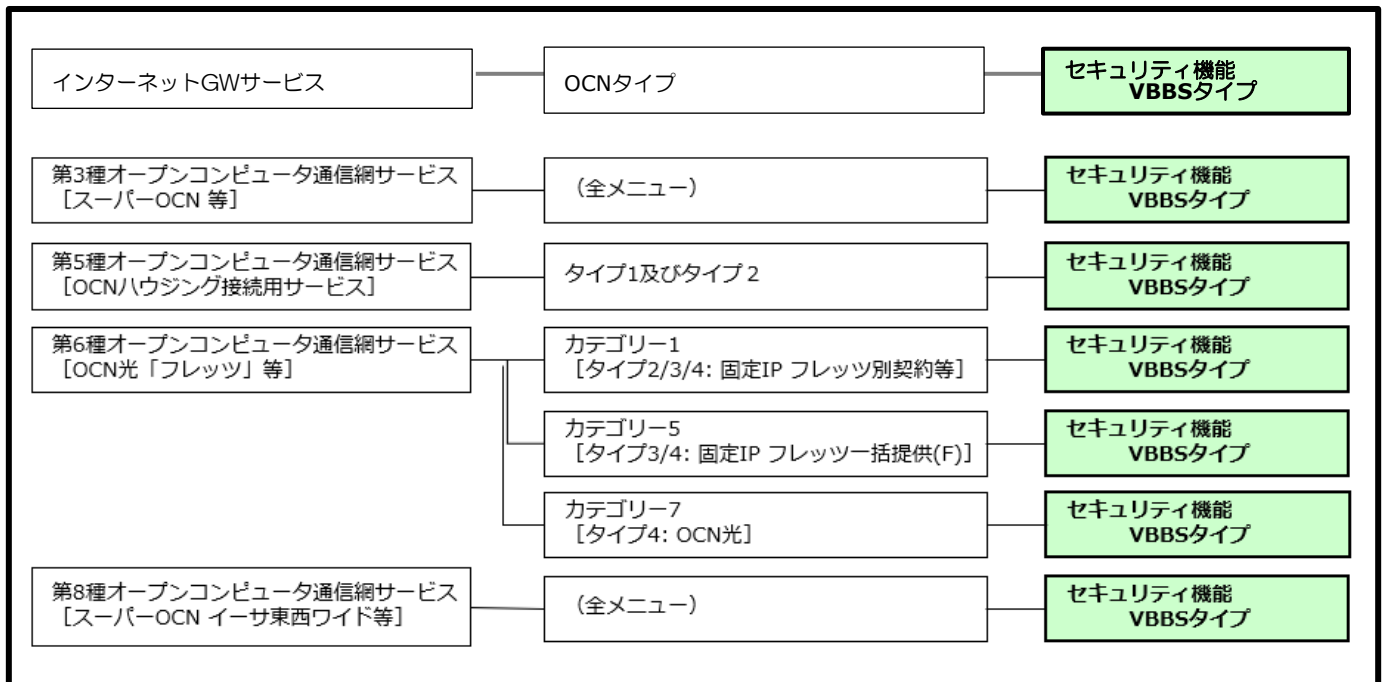 インターネットGWサービス
OCNタイプ
セキュリティ機能
VBBSタイプ
第3種オープンコンピュータ通信網サービス
［スーパーOCN 等］
（全メニュー）
セキュリティ機能
VBBSタイプ
第5種オープンコンピュータ通信網サービス
［OCNハウジング接続用サービス］
タイプ1及びタイプ２
セキュリティ機能
VBBSタイプ
第6種オープンコンピュータ通信網サービス
［OCN光「フレッツ」等］
カテゴリー1
［タイプ2/3/4: 固定IP フレッツ別契約等］
セキュリティ機能
VBBSタイプ
カテゴリー5
［タイプ3/4: 固定IP フレッツ一括提供(F)］
セキュリティ機能
VBBSタイプ
カテゴリー7
［タイプ4: OCN光］
セキュリティ機能
VBBSタイプ
第8種オープンコンピュータ通信網サービス
［スーパーOCN イーサ東西ワイド等］
（全メニュー）
セキュリティ機能
VBBSタイプ